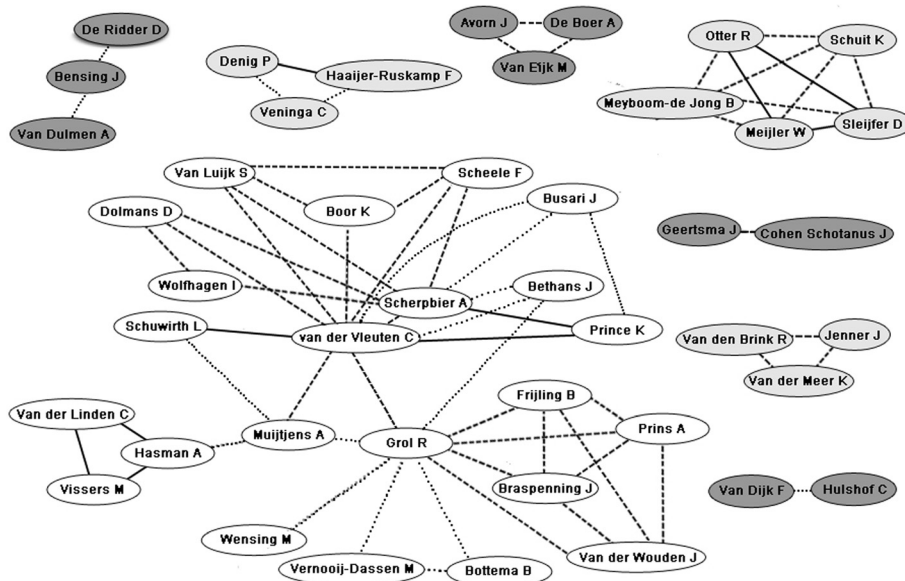 De Ridder D
Bensing J
Van Dulmen A
Denig P
Haaijer-Ruskamp F
Veninga C
Avorn J
De Boer A
Van Eijk M
Otter R
Schuit K
Meyboom-de Jong B
Meijler W
Sleijfer D
Van Luijk S
Scheele F
Busari J
Dolmans D
Boor K
Geertsma J
Cohen Schotanus J
Wolfhagen I
Scherpbier A
Bethans J
Schuwirth L
van der Vleuten C
Prince K
Van den Brink R
Jenner J
Van der Meer K
Van der Linden C
Muijtjens A
Grol R
Frijling B
Prins A
Hasman A
Vissers M
Braspenning J
Van Dijk F
Hulshof C
Wensing M
Vernooij-Dassen M
Bottema B
Van der Wouden J